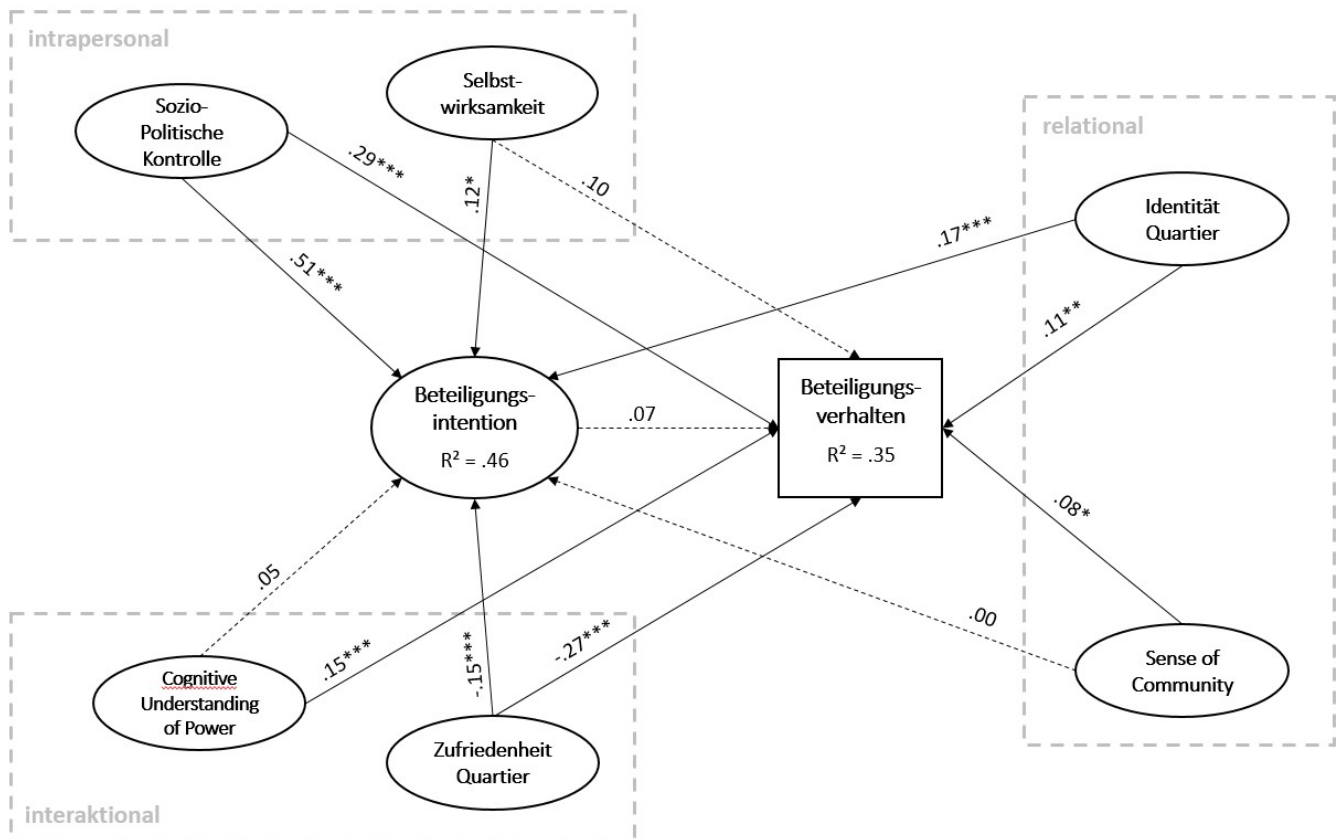 intrapersonal
Selbst-
wirksamkeit
Sozio-
Politische
Kontrolle
relational
Identität
Quartier
.29***
.12*
.10
.17***
.51***
.11**
Beteiligungs-
intention
R² = .46
.07
Beteiligungs-
verhalten
R² = .35
.08*
.05
.00
.15***
-.15***
-.27***
Cognitive
Understanding
of Power
Zufriedenheit
Quartier
Sense of
Community
interaktional